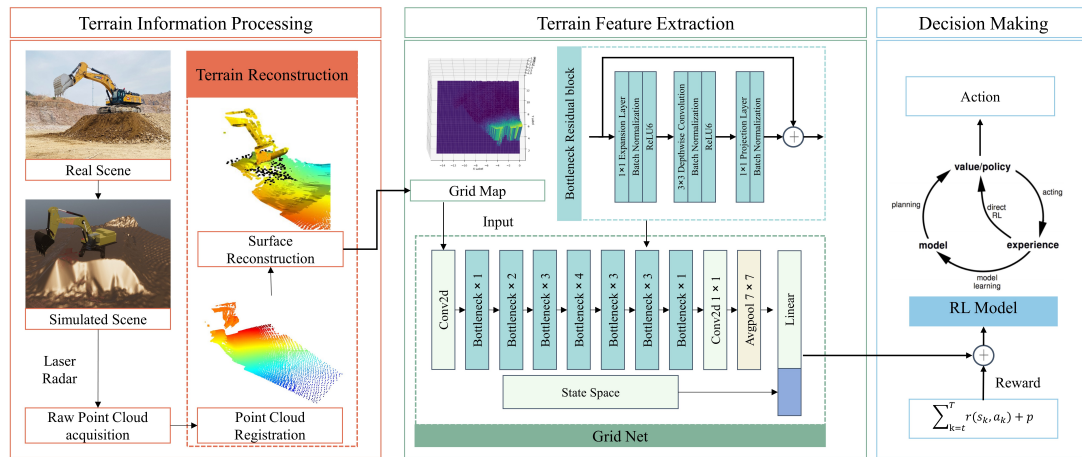 Terrain Information Processing
Real Scene
Simulated Scene
Laser
Radar
Raw Point Cloud
acquisition
Terrain Reconstruction
Surface
Reconstruction
Point Cloud
Registration
Terrain Feature Extraction
Grid Map
Input
Bottleneck Residual block
1×1 Expansion Layer
Batch Normalization
ReLU6
3×3 Depthwise Convolution
Batch Normalization
ReLU6
1×1 Projection Layer
Batch Normalization
+
Conv2d
Bottleneck × 1
Bottleneck × 2
Bottleneck × 3
Bottleneck × 4
Bottleneck × 3
Bottleneck × 3
Bottleneck × 1
Conv2d 1 × 1
Avgpool 7 × 7
Linear
State Space
Grid Net
Decision Making
Action
value/policy
planning
acting
direct
RL
model
experience
model
learning
RL Model
+
Reward
∑_{k=t}^{T} r(s_k, a_k) + p